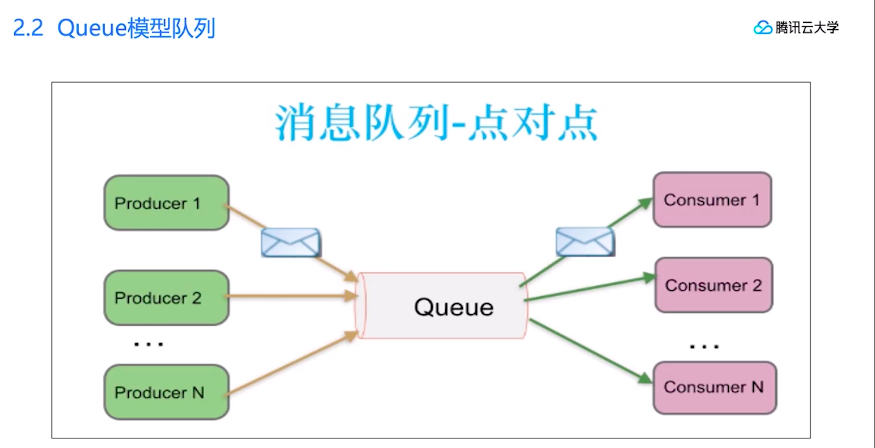 2.2 Queue模型队列
腾讯云大学
消息队列-点对点
Producer 1
Consumer 1
Producer 2
Queue
Consumer 2
...
...
Producer N
Consumer N